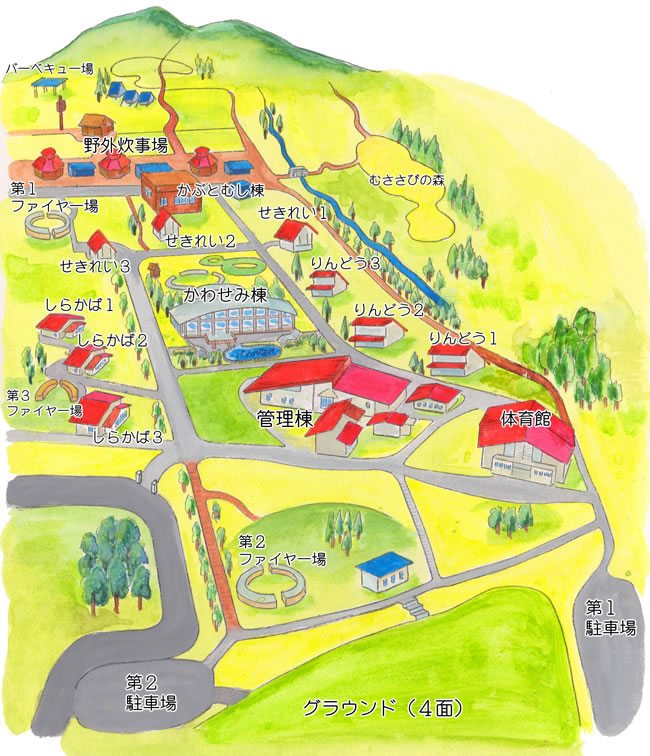 バーベキュー場
野外炊事場
むささびの森
第１
ファイヤー場
かぶとむし棟
せきれい１
せきれい２
せきれい３
りんどう３
かわせみ棟
しらかば１
りんどう２
りんどう１
しらかば２
第３
ファイヤー場
管理棟
体育館
しらかば３
第２
ファイヤー場
第１
駐車場
第２
駐車場
グラウンド（４面）